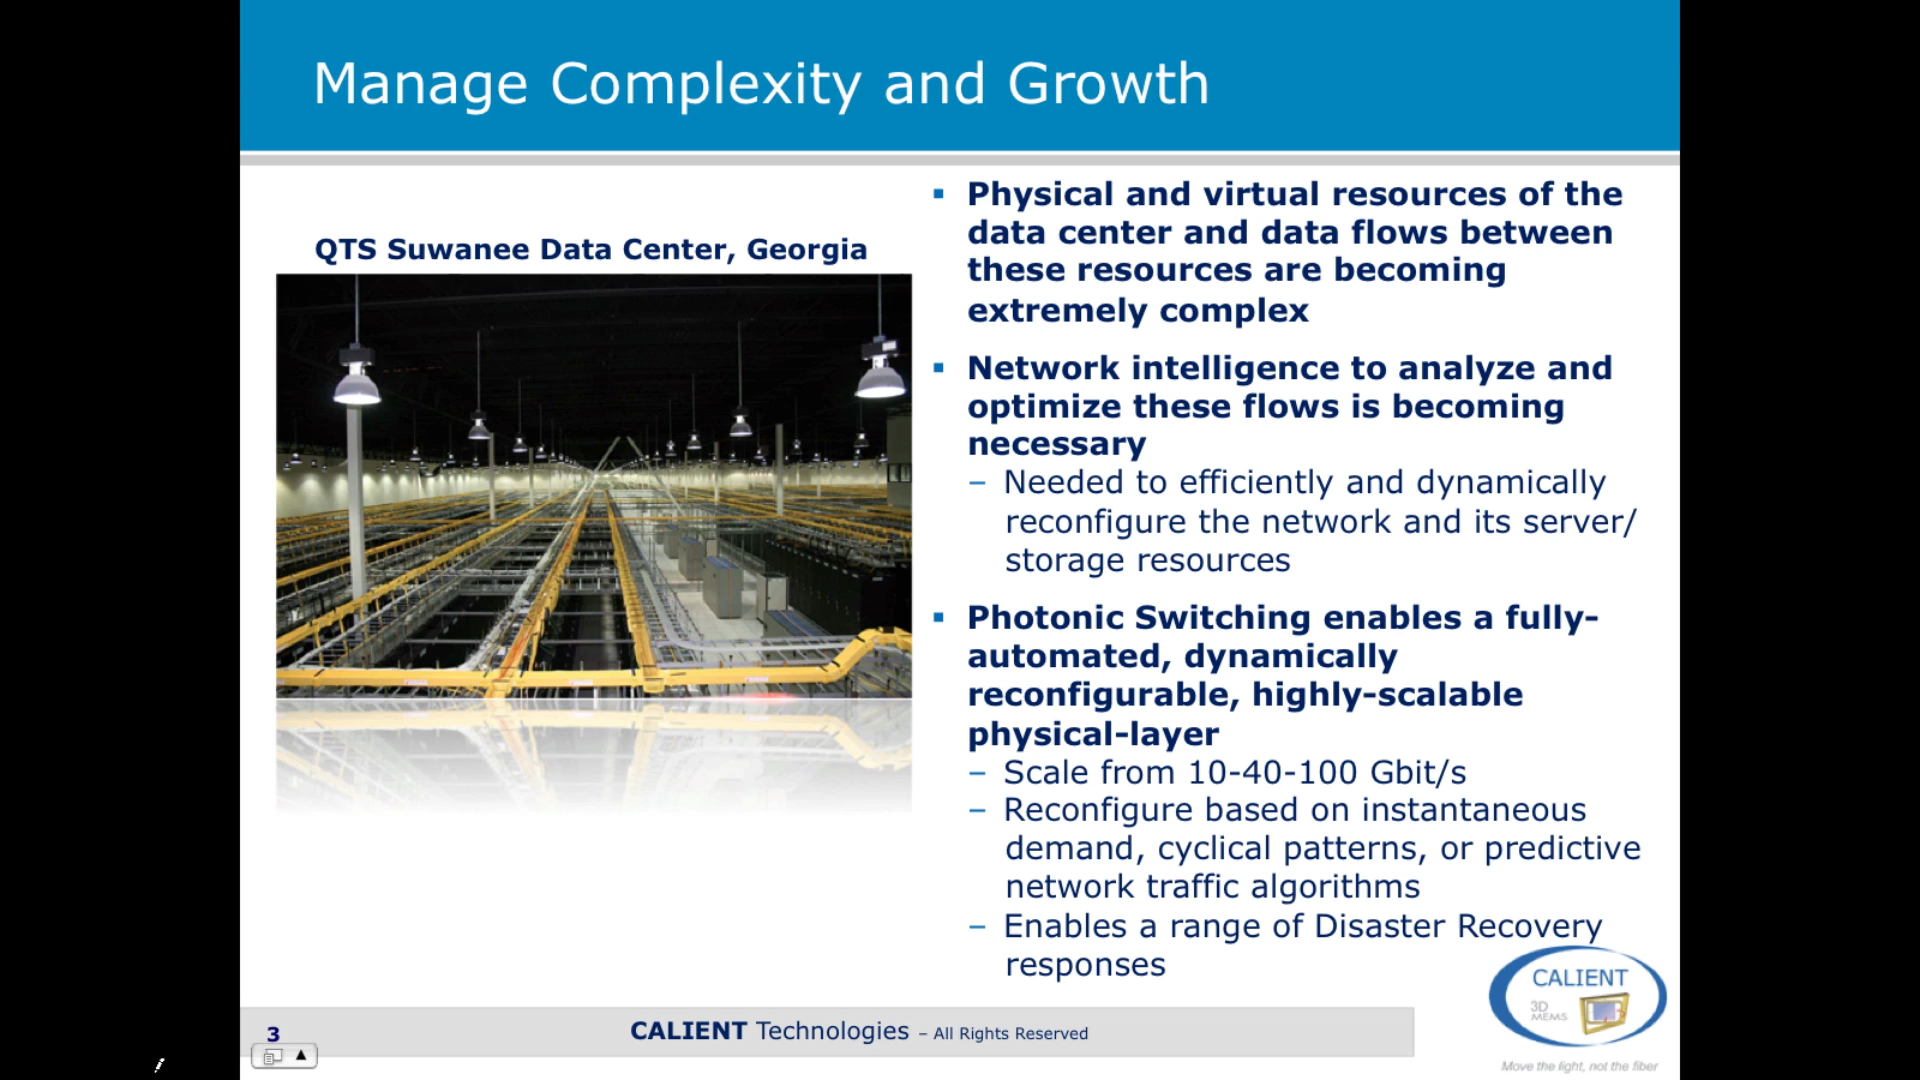 Manage Complexity and Growth
QTS Suwanee Data Center, Georgia
▪ Physical and virtual resources of the
data center and data flows between
these resources are becoming
extremely complex
▪ Network intelligence to analyze and
optimize these flows is becoming
necessary
– Needed to efficiently and dynamically
reconfigure the network and its server/
storage resources
▪ Photonic Switching enables a fully-
automated, dynamically
reconfigurable, highly-scalable
physical-layer
– Scale from 10-40-100 Gbit/s
– Reconfigure based on instantaneous
demand, cyclical patterns, or predictive
network traffic algorithms
– Enables a range of Disaster Recovery
responses
3
CALIENT Technologies – All Rights Reserved
CALIENT
3D
MEMS
Move the light, not the fiber